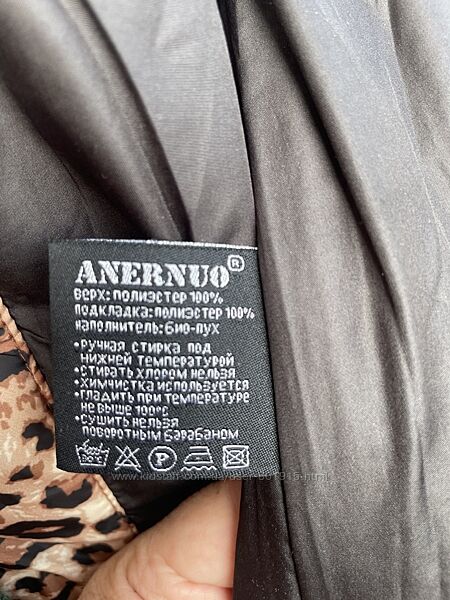 ANERNUO®
верх: полиэстер 100%
подкладка: полиэстер 100%
наполнитель: био-пух
•ручная стирка под
нижней температурой
•стирать хлором нельзя
•химчистка используется
•гладить при температуре
не выше 100°C
•сушить нельзя
поворотным барабаном
30°C P